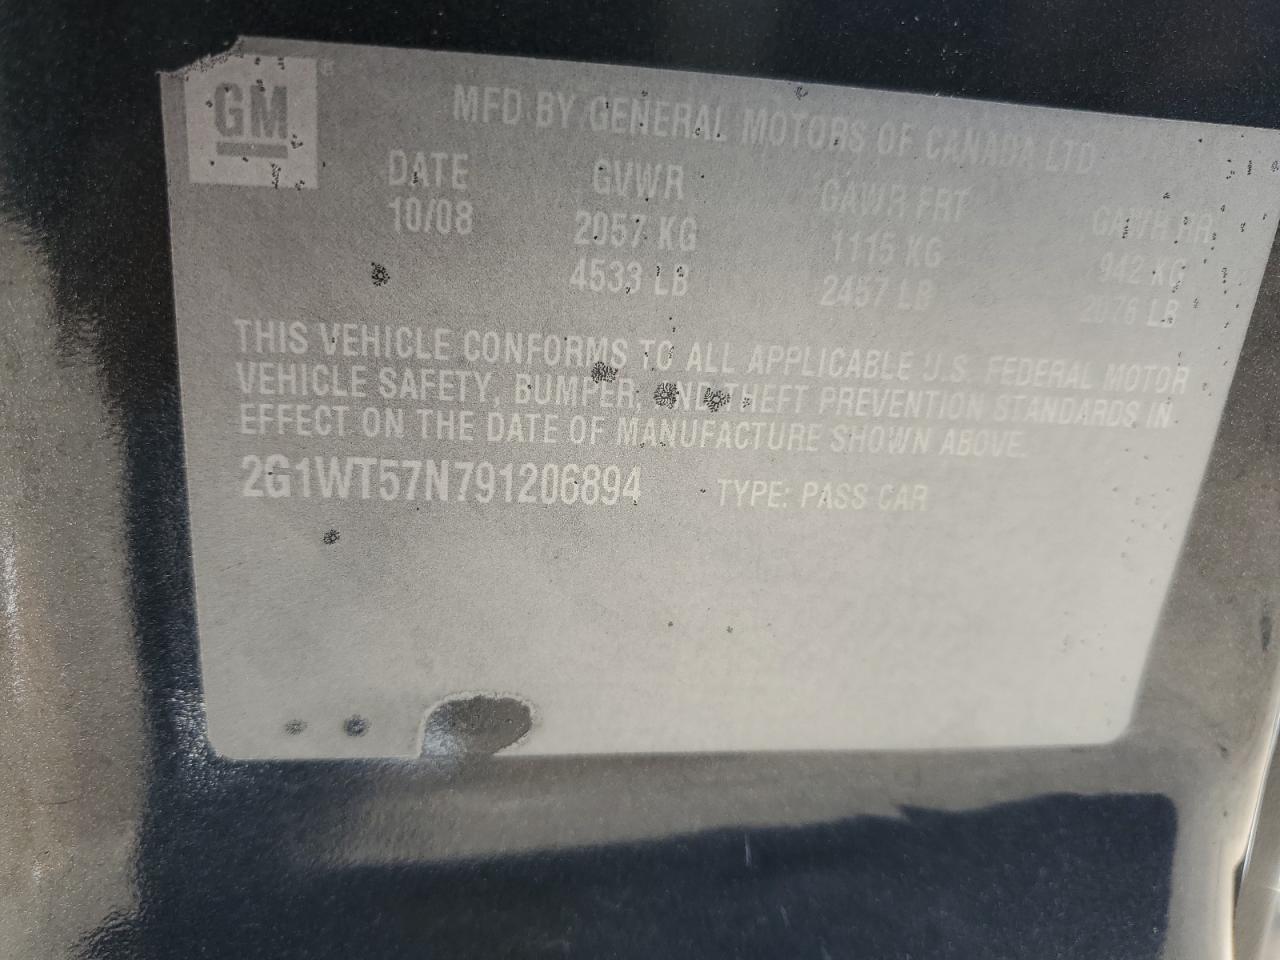 GM
MFD BY GENERAL MOTORS OF CANADA LTD
DATE GVWR GAWR FRT GAWR RR
10/08 2057 KG 1115 KG 942 KG
4533 LB 2457 LB 2076 LB
THIS VEHICLE CONFORMS TO ALL APPLICABLE U.S. FEDERAL MOTOR
VEHICLE SAFETY, BUMPER, AND THEFT PREVENTION STANDARDS IN
EFFECT ON THE DATE OF MANUFACTURE SHOWN ABOVE.
2G1WT57N791206894 TYPE: PASS CAR